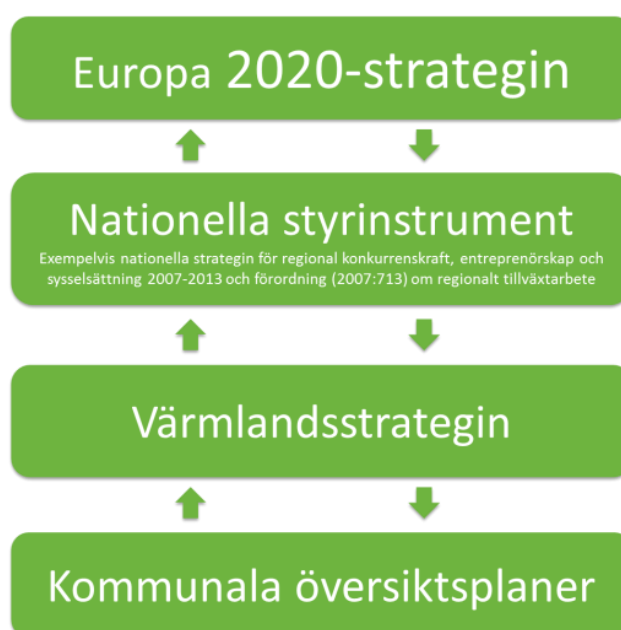 Europa 2020-strategin
Nationella styrinstrument
Exempelvis nationella strategin för regional konkurrenskraft, entreprenörskap och
sysselsättning 2007-2013 och förordning (2007:713) om regionalt tillväxtarbete
Värmlandsstrategin
Kommunala översiktsplaner